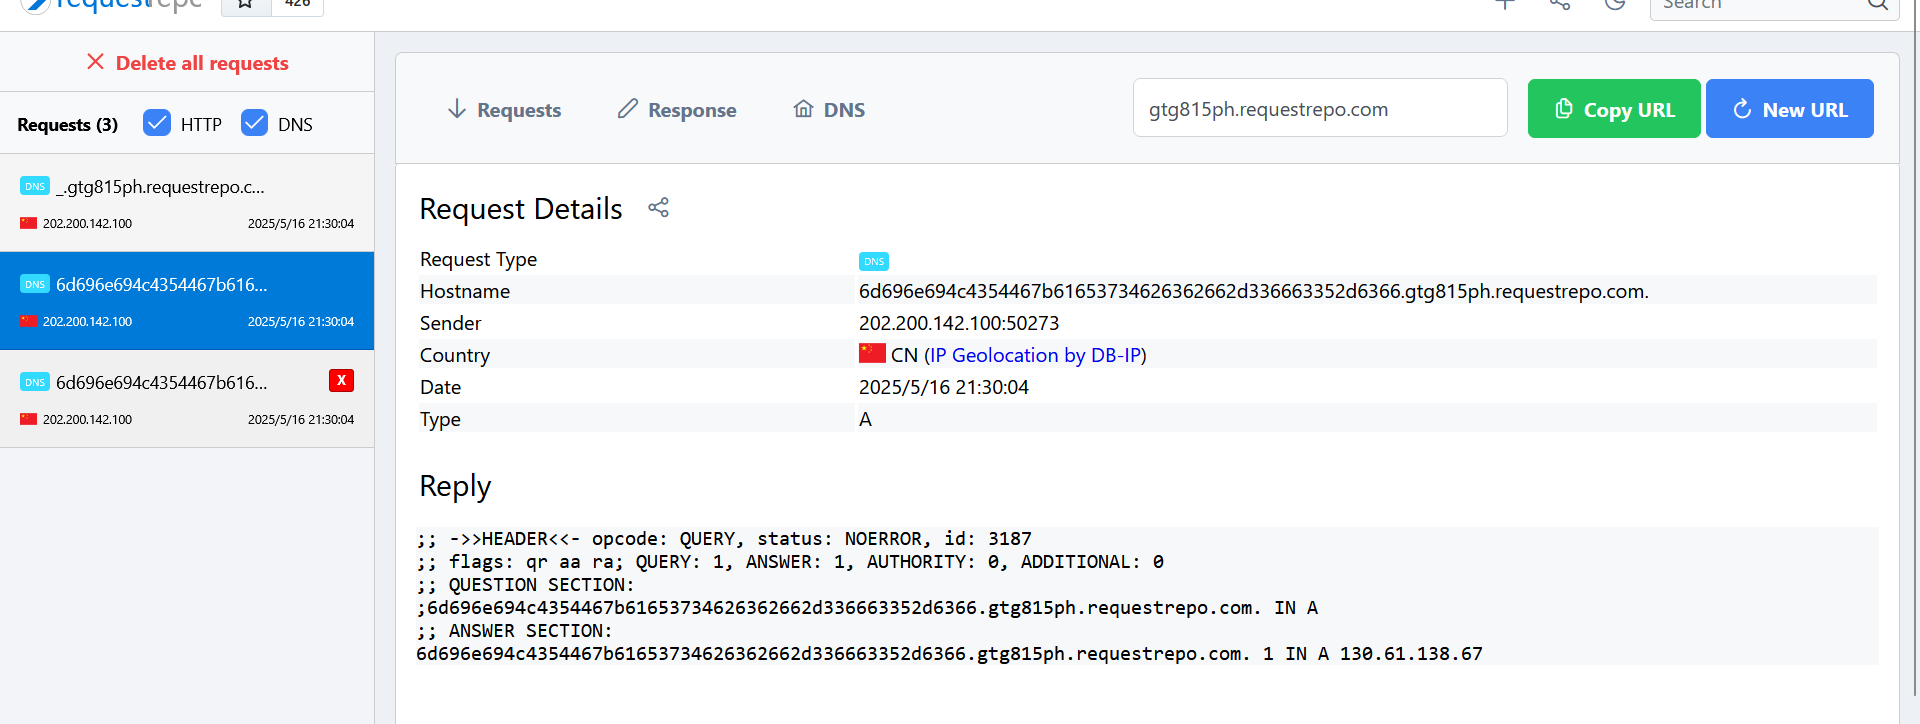 requestrepo
426
Search
Delete all requests
Requests (3) HTTP DNS
DNS _.gtg815ph.requestrepo.c...
202.200.142.100 2025/5/16 21:30:04
DNS 6d696e694c4354467b616...
202.200.142.100 2025/5/16 21:30:04
DNS 6d696e694c4354467b616... X
202.200.142.100 2025/5/16 21:30:04
Requests Response DNS gtg815ph.requestrepo.com Copy URL New URL
Request Details
Request Type DNS
Hostname 6d696e694c4354467b61653734626362662d336663352d6366.gtg815ph.requestrepo.com.
Sender 202.200.142.100:50273
Country CN (IP Geolocation by DB-IP)
Date 2025/5/16 21:30:04
Type A
Reply
;; ->>HEADER<<- opcode: QUERY, status: NOERROR, id: 3187
;; flags: qr aa ra; QUERY: 1, ANSWER: 1, AUTHORITY: 0, ADDITIONAL: 0
;; QUESTION SECTION:
;6d696e694c4354467b61653734626362662d336663352d6366.gtg815ph.requestrepo.com. IN A
;; ANSWER SECTION:
6d696e694c4354467b61653734626362662d336663352d6366.gtg815ph.requestrepo.com. 1 IN A 130.61.138.67